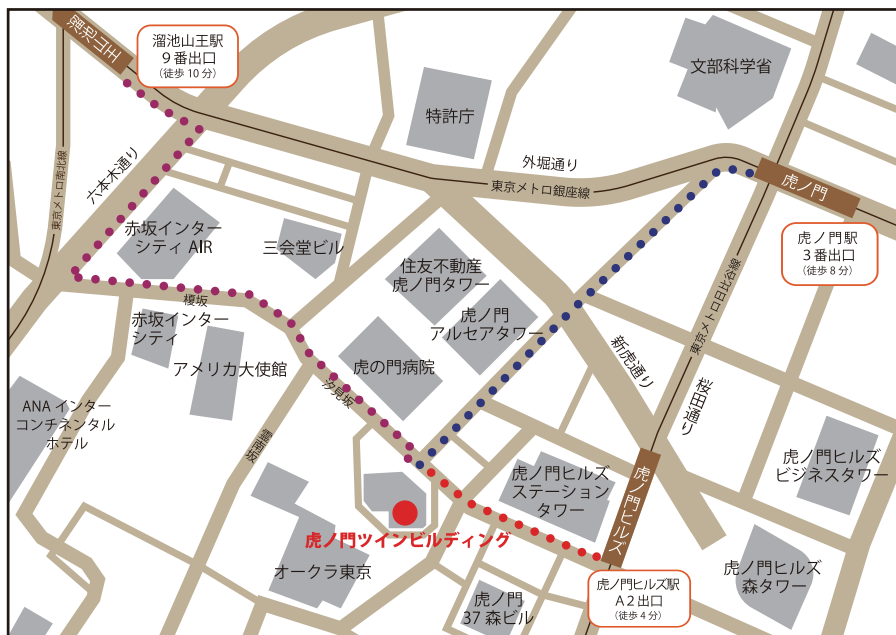 溜池山王
溜池山王駅
9番出口
(徒歩10分)
文部科学省
特許庁
外堀通り
東京メトロ銀座線
虎ノ門
虎ノ門駅
3番出口
(徒歩8分)
東京メトロ南北線
六本木通り
赤坂インター
シティ AIR
三会堂ビル
住友不動産
虎ノ門タワー
虎ノ門
アルセアタワー
東京メトロ日比谷線
新虎通り
桜田通り
榎坂
赤坂インター
シティ
アメリカ大使館
虎の門病院
汐見坂
ANA インター
コンチネンタル
ホテル
霊南坂
虎ノ門ヒルズ
ステーション
タワー
虎ノ門ヒルズ
虎ノ門ヒルズ
ビジネスタワー
虎ノ門ツインビルディング
オークラ東京
虎ノ門
37森ビル
虎ノ門ヒルズ駅
A2出口
(徒歩4分)
虎ノ門ヒルズ
森タワー